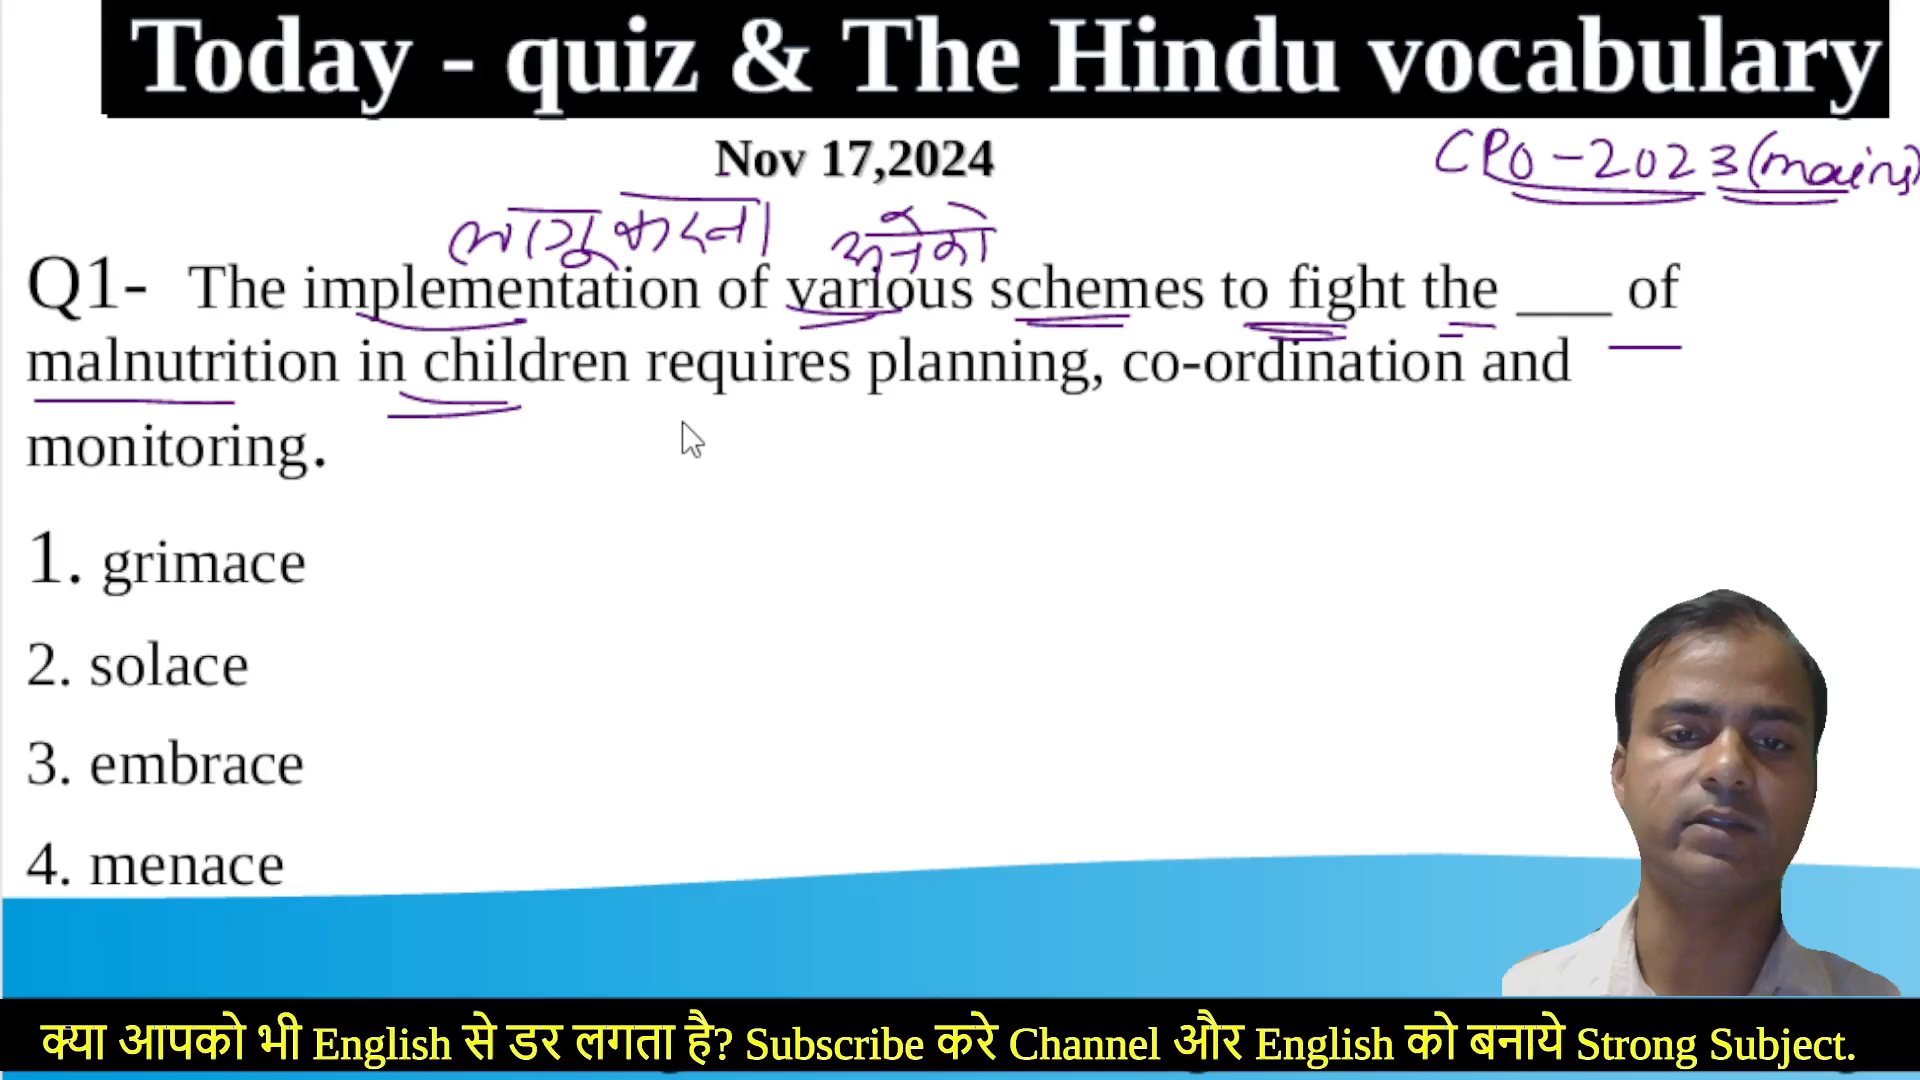 Today - quiz & The Hindu vocabulary
Nov 17,2024
CPO - 2023 (mains)
लागू करना अनेको
Q1- The implementation of various schemes to fight the ___ of
malnutrition in children requires planning, co-ordination and
monitoring.
1. grimace
2. solace
3. embrace
4. menace
क्या आपको भी English से डर लगता है? Subscribe करे Channel और English को बनाये Strong Subject.